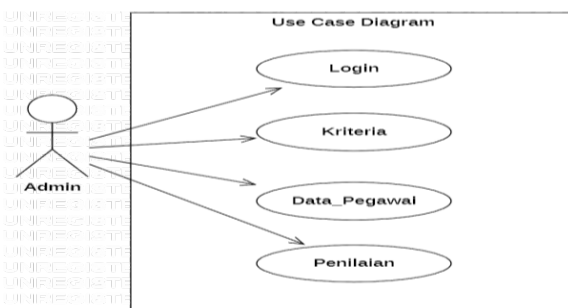 Use Case Diagram
Login
Kriteria
Admin
Data_Pegawai
Penilaian